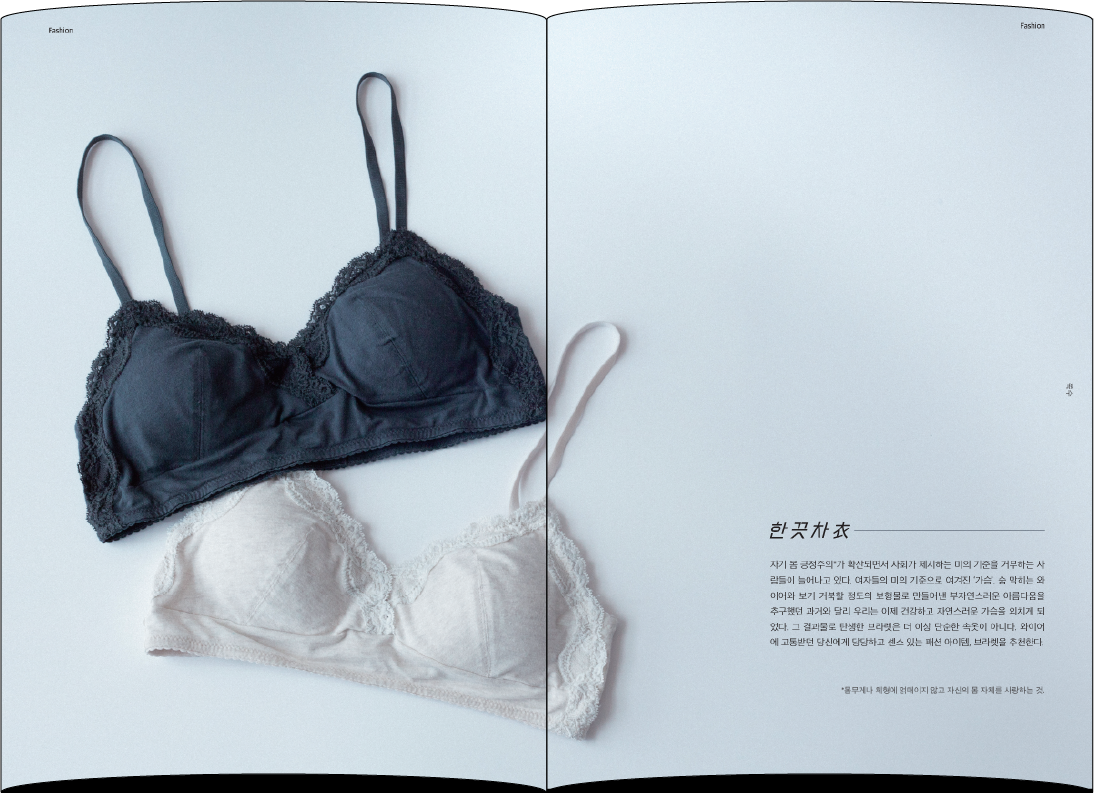 Fashion
Fashion
한끗차衣
자기 몸 긍정주의*가 확산되면서 사회가 제시하는 미의 기준을 거부하는 사
람들이 늘어나고 있다. 여자들의 미의 기준으로 여겨진 '가슴'. 숨 막히는 와
이어와 보기 거북할 정도의 보형물로 만들어낸 부자연스러운 아름다움을
추구했던 과거와 달리 우리는 이제 건강하고 자연스러운 가슴을 외치게 되
었다. 그 결과물로 탄생한 브라렛은 더 이상 단순한 속옷이 아니다. 와이어
에 고통받던 당신에게 당당하고 센스 있는 패션 아이템, 브라렛을 추천한다.
*몸무게나 체형에 얽매이지 않고 자신의 몸 자체를 사랑하는 것.